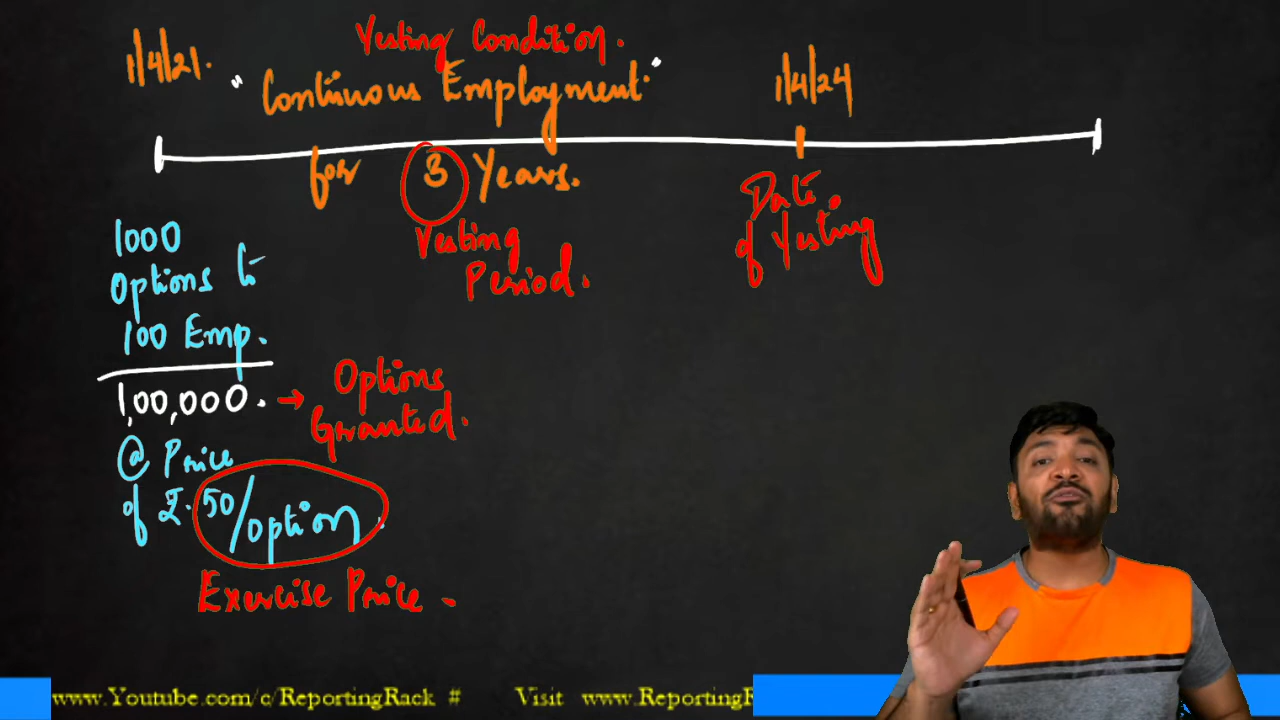 1/4/21.
Vesting Condition.
"Continuous Employment."
for 3 Years.
Vesting
Period.
1/4/24
Date
of Vesting
1000
Options to
100 Emp.
1,00,000. → Options
Granted.
@ Price
of ₹. 50/option.
Exercise Price.
www.Youtube.com/c/ReportingRack # Visit www.ReportingR